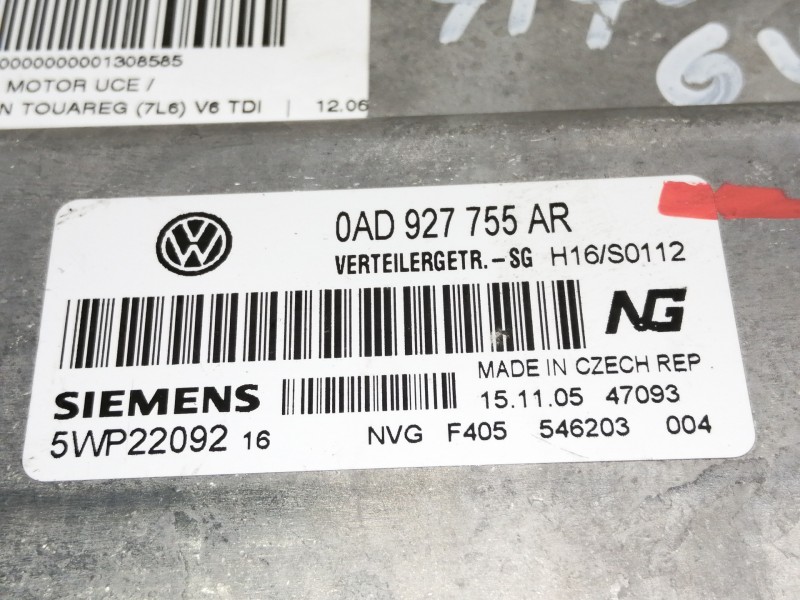 0000000000001308585
MOTOR UCE /
N TOUAREG (7L6) V6 TDI | 12.06
0AD 927 755 AR
VERTEILERGETR.-SG H16/S0112
NG
MADE IN CZECH REP
SIEMENS
15.11.05 47093
5WP22092 16
NVG F405 546203 004